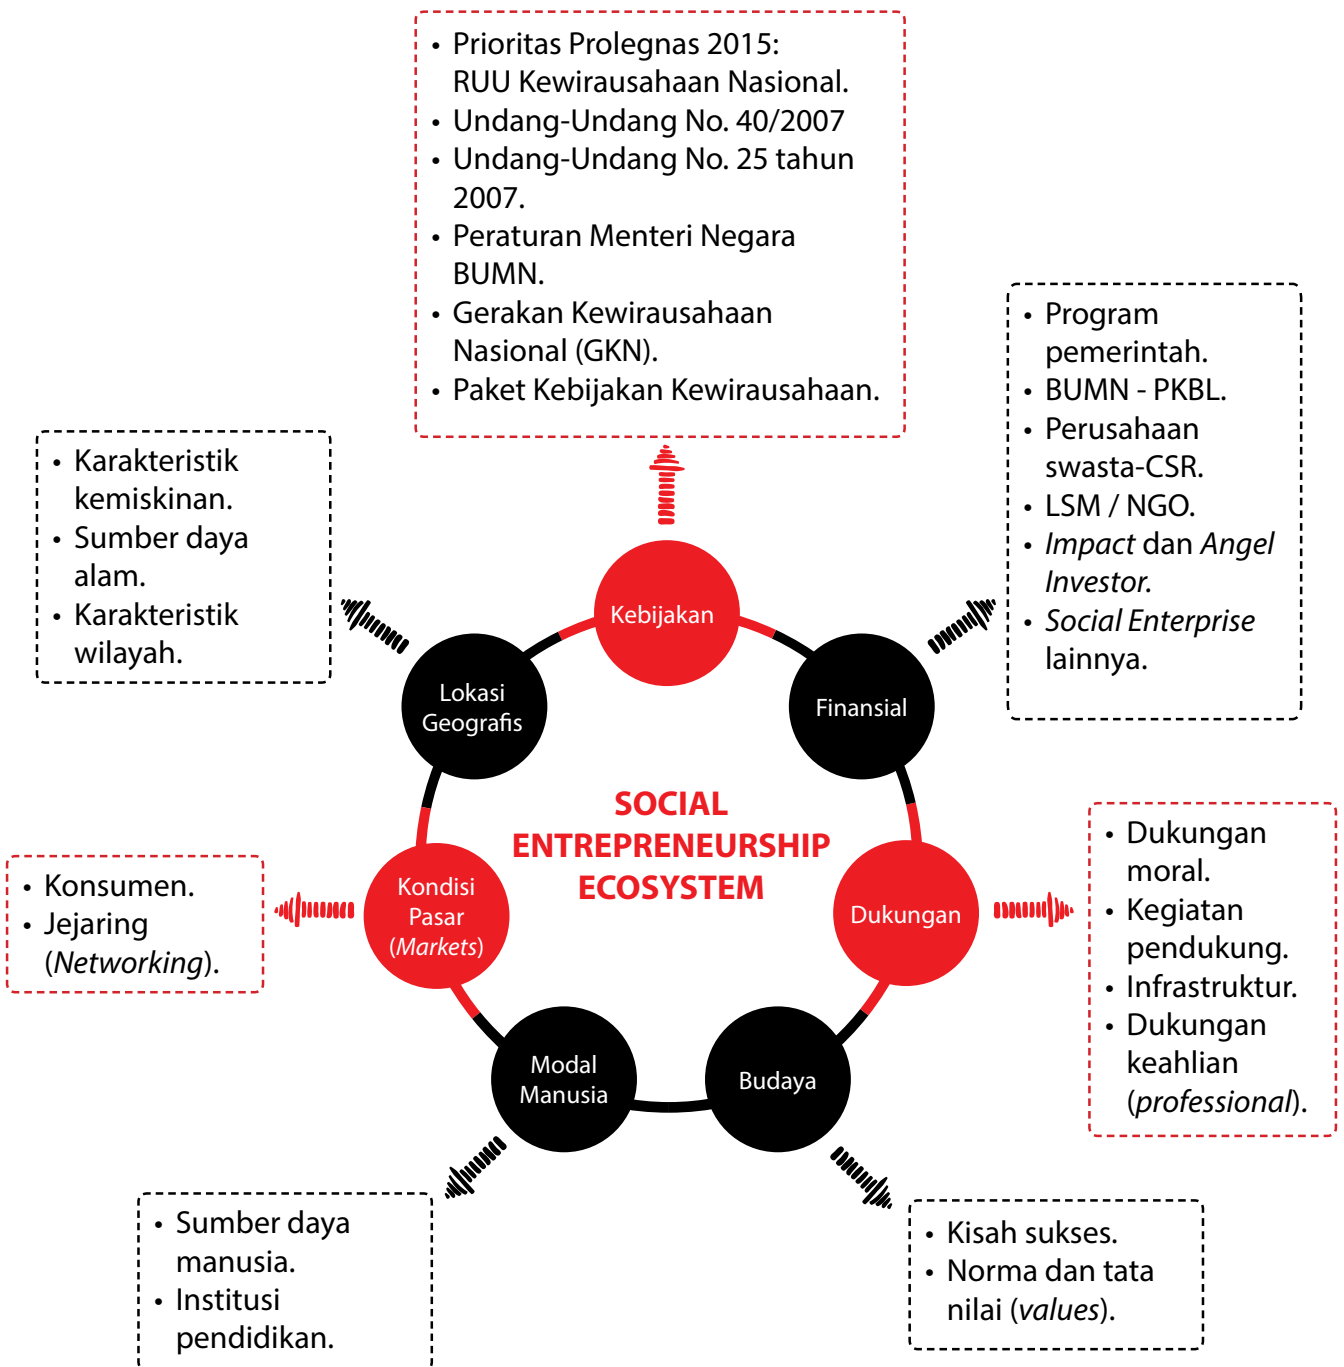 • Prioritas Prolegnas 2015:
RUU Kewirausahaan Nasional.
• Undang-Undang No. 40/2007
• Undang-Undang No. 25 tahun
2007.
• Peraturan Menteri Negara
BUMN.
• Gerakan Kewirausahaan
Nasional (GKN).
• Paket Kebijakan Kewirausahaan.
• Program
pemerintah.
• BUMN - PKBL.
• Perusahaan
swasta-CSR.
• LSM / NGO.
• Impact dan Angel
Investor.
• Social Enterprise
lainnya.
• Karakteristik
kemiskinan.
• Sumber daya
alam.
• Karakteristik
wilayah.
Kebijakan
Lokasi
Geografis
Finansial
SOCIAL
ENTREPRENEURSHIP
ECOSYSTEM
• Konsumen.
• Jejaring
(Networking).
Kondisi
Pasar
(Markets)
Dukungan
• Dukungan
moral.
• Kegiatan
pendukung.
• Infrastruktur.
• Dukungan
keahlian
(professional).
Modal
Manusia
Budaya
• Sumber daya
manusia.
• Institusi
pendidikan.
• Kisah sukses.
• Norma dan tata
nilai (values).